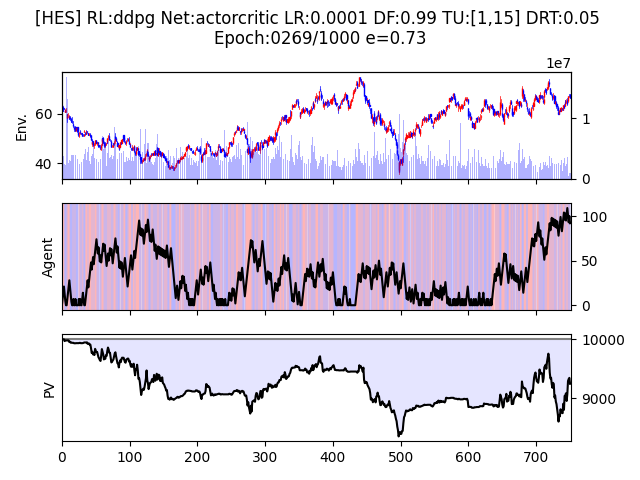 [HES] RL:ddpg Net:actorcritic LR:0.0001 DF:0.99 TU:[1,15] DRT:0.05
Epoch:0269/1000 e=0.73
1e7
Env.
60
40
1
0
Agent
100
50
0
PV
10000
9000
0 100 200 300 400 500 600 700